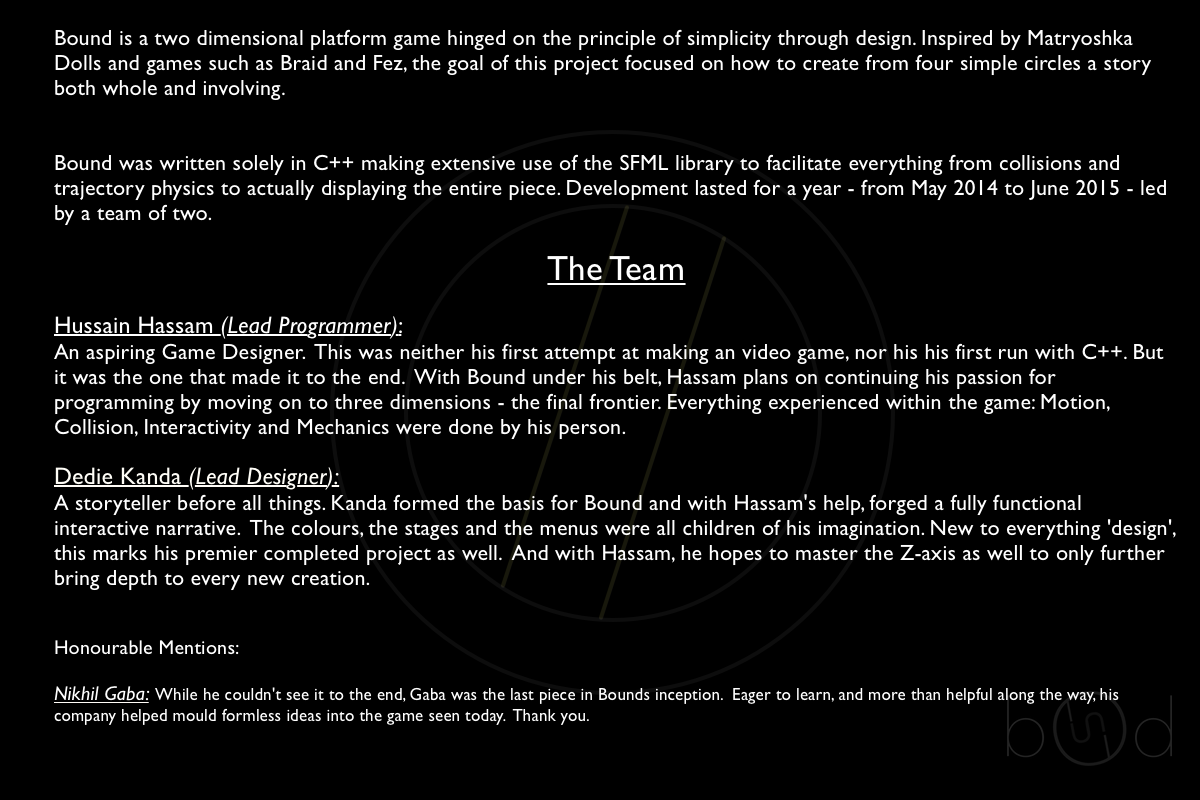 Bound is a two dimensional platform game hinged on the principle of simplicity through design. Inspired by Matryoshka
Dolls and games such as Braid and Fez, the goal of this project focused on how to create from four simple circles a story
both whole and involving.
Bound was written solely in C++ making extensive use of the SFML library to facilitate everything from collisions and
trajectory physics to actually displaying the entire piece. Development lasted for a year - from May 2014 to June 2015 - led
by a team of two.
The Team
Hussain Hassam (Lead Programmer):
An aspiring Game Designer. This was neither his first attempt at making an video game, nor his his first run with C++. But
it was the one that made it to the end. With Bound under his belt, Hassam plans on continuing his passion for
programming by moving on to three dimensions - the final frontier. Everything experienced within the game: Motion,
Collision, Interactivity and Mechanics were done by his person.
Dedie Kanda (Lead Designer):
A storyteller before all things. Kanda formed the basis for Bound and with Hassam's help, forged a fully functional
interactive narrative. The colours, the stages and the menus were all children of his imagination. New to everything 'design',
this marks his premier completed project as well. And with Hassam, he hopes to master the Z-axis as well to only further
bring depth to every new creation.
Honourable Mentions:
Nikhil Gaba: While he couldn't see it to the end, Gaba was the last piece in Bounds inception. Eager to learn, and more than helpful along the way, his
company helped mould formless ideas into the game seen today. Thank you.